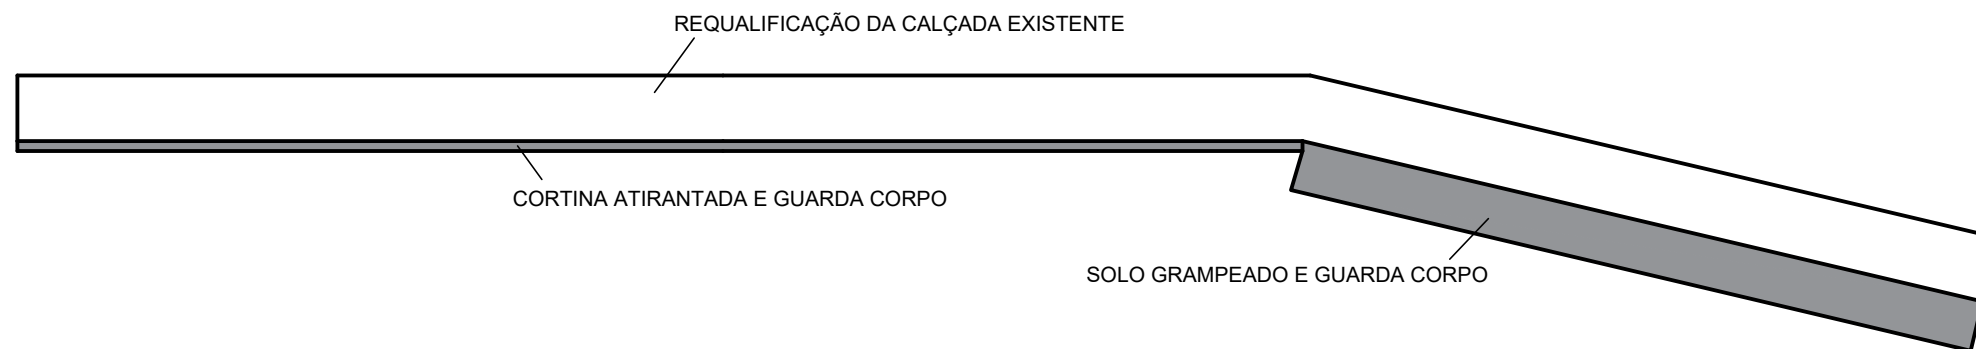 REQUALIFICAÇÃO DA CALÇADA EXISTENTE
CORTINA ATIRANTADA E GUARDA CORPO
SOLO GRAMPEADO E GUARDA CORPO